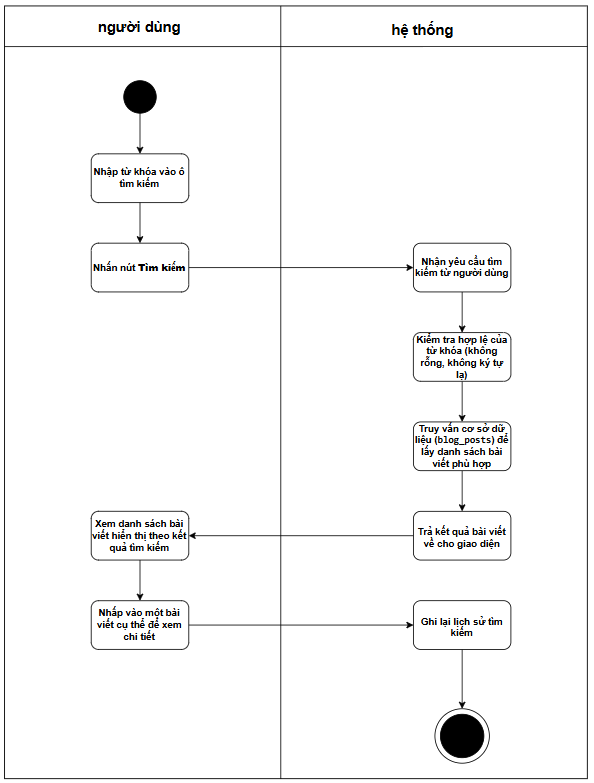 người dùng
hệ thống
Nhập từ khóa vào ô
tìm kiếm
Nhấn nút Tìm kiếm
Nhận yêu cầu tìm
kiếm từ người dùng
Kiểm tra hợp lệ của
từ khóa (không
rỗng, không ký tự
lạ)
Truy vấn cơ sở dữ
liệu (blog_posts) để
lấy danh sách bài
viết phù hợp
Trả kết quả bài viết
về cho giao diện
Xem danh sách bài
viết hiển thị theo kết
quả tìm kiếm
Nhấp vào một bài
viết cụ thể để xem
chi tiết
Ghi lại lịch sử tìm
kiếm